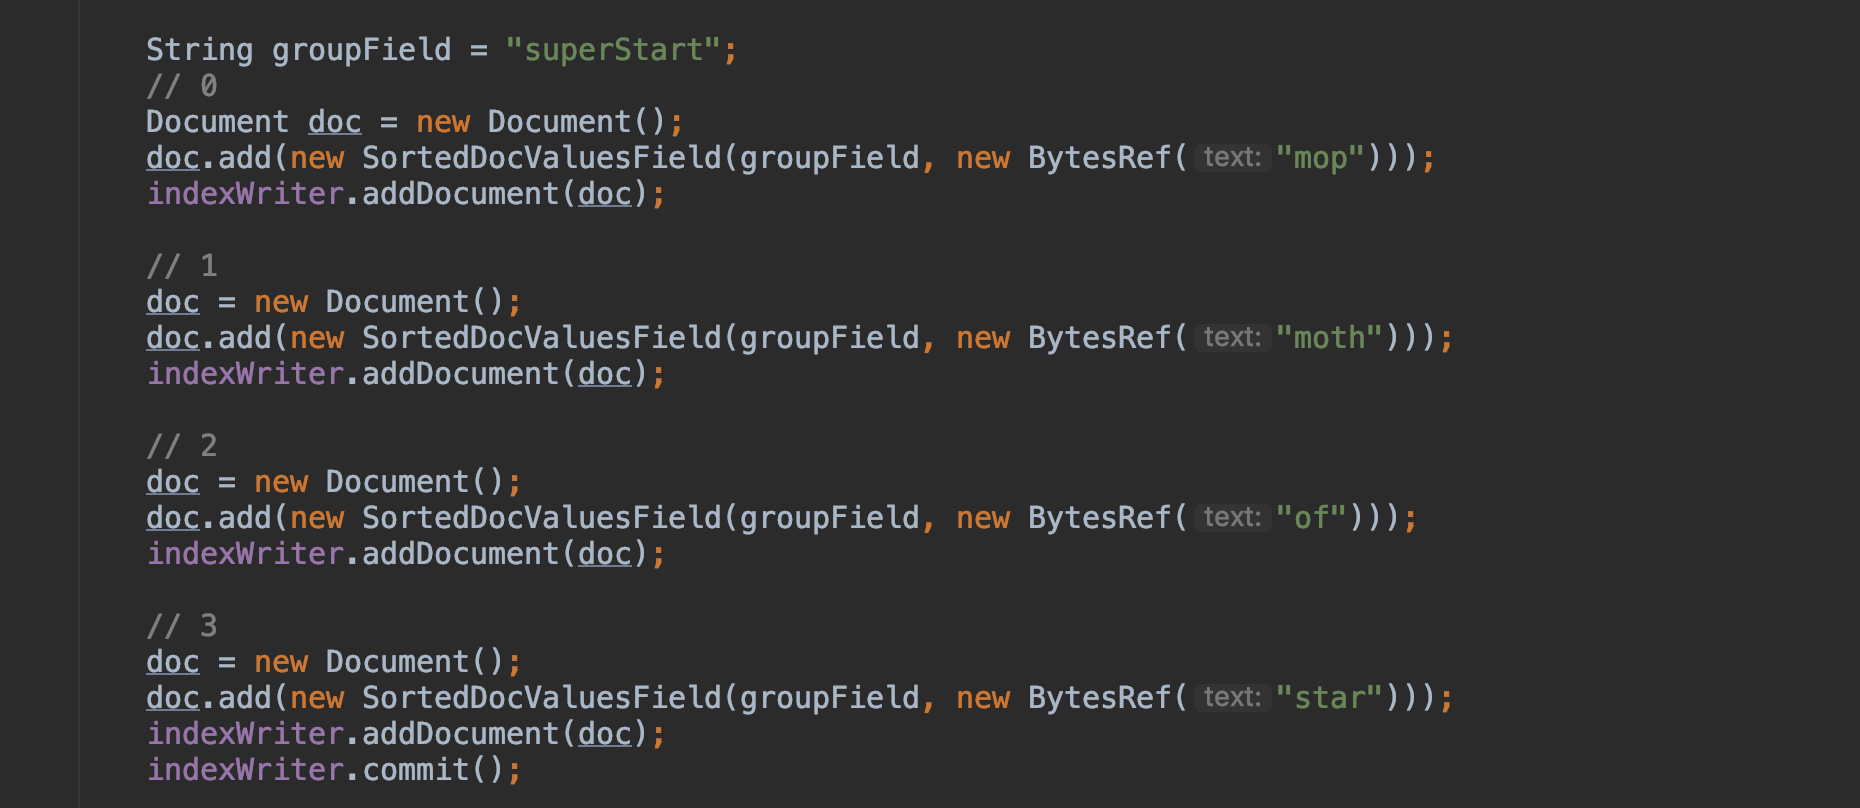 String groupField = "superStart";
// 0
Document doc = new Document();
doc.add(new SortedDocValuesField(groupField, new BytesRef( text: "mop")));
indexWriter.addDocument(doc);
// 1
doc = new Document();
doc.add(new SortedDocValuesField(groupField, new BytesRef( text: "moth")));
indexWriter.addDocument(doc);
// 2
doc = new Document();
doc.add(new SortedDocValuesField(groupField, new BytesRef( text: "of")));
indexWriter.addDocument(doc);
// 3
doc = new Document();
doc.add(new SortedDocValuesField(groupField, new BytesRef( text: "star")));
indexWriter.addDocument(doc);
indexWriter.commit();